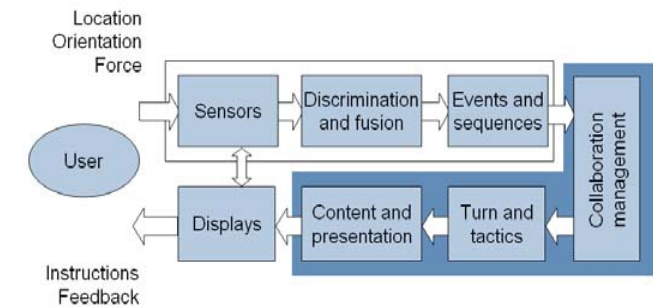 Location
Orientation
Force
Sensors
Discrimination
and fusion
Events and
sequences
Collaboration
management
User
Displays
Content and
presentation
Turn and
tactics
Instructions
Feedback